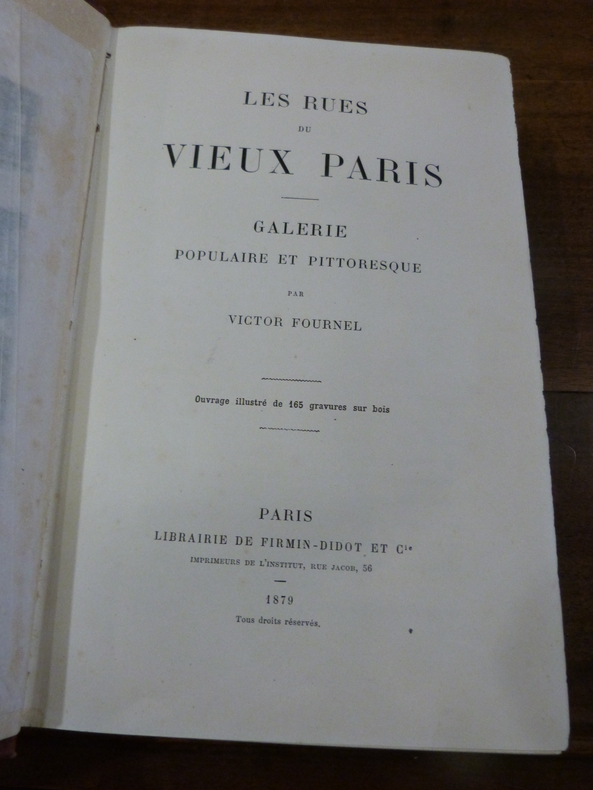 LES RUES
DU
VIEUX PARIS
GALERIE
POPULAIRE ET PITTORESQUE
PAR
VICTOR FOURNEL
Ouvrage illustré de 165 gravures sur bois
PARIS
LIBRAIRIE DE FIRMIN-DIDOT ET Cie
IMPRIMEURS DE L'INSTITUT, RUE JACOB, 56
1879
Tous droits réservés.